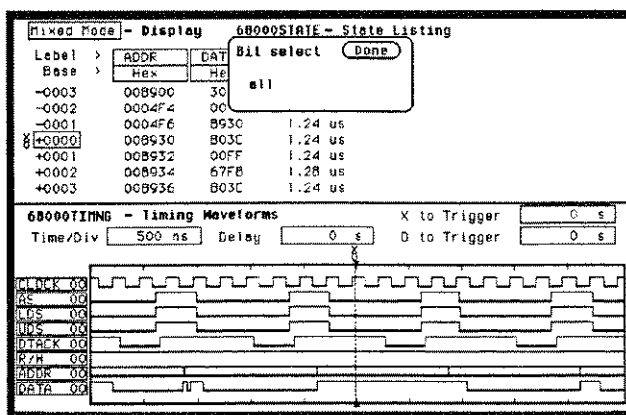 Mixed Mode - Display 68000STATE - State Listing
Bit select Done
all
Label > ADDR DAT
Base > Hex He
-0003 008900 30
-0002 0004F4 00
-0001 0004F6 8930 1.24 us
+0000 008930 B03C 1.24 us
+0001 008932 00FF 1.24 us
+0002 008934 67F8 1.28 us
+0003 008936 B03C 1.24 us
68000TIMNG - Timing Waveforms X to Trigger 0 s
Time/Div 500 ns Delay 0 s O to Trigger 0 s
CLOCK 00
AS 00
LDS 00
UDS 00
DTACK 00
R/W 00
ADDR 00
DATA 00